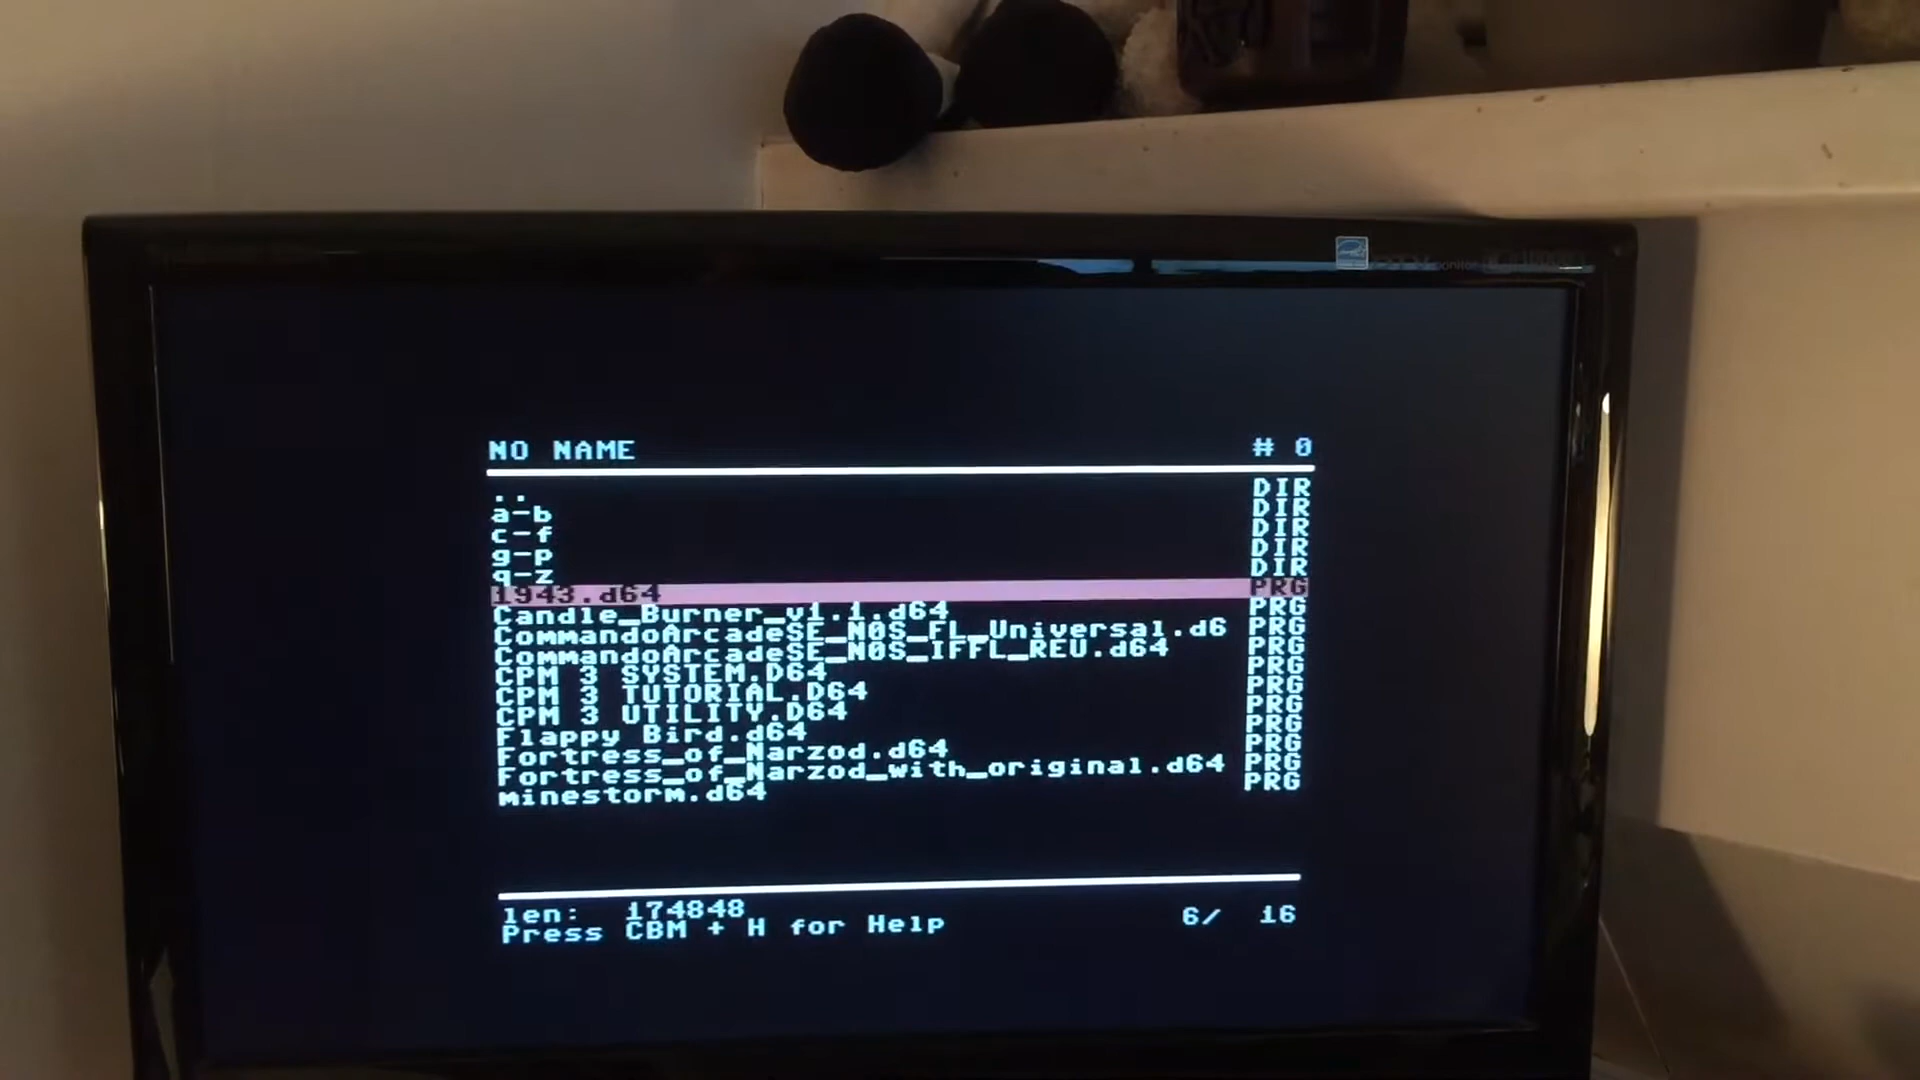 NO NAME # 0
.. DIR
a-b DIR
c-f DIR
g-p DIR
q-z DIR
1943.d64 PRG
Candle_Burner_v1.1.d64 PRG
CommandoArcadeSE_N0S_FL_Universal.d6 PRG
CommandoArcadeSE_N0S_IFFL_REU.d64 PRG
CPM 3 SYSTEM.D64 PRG
CPM 3 TUTORIAL.D64 PRG
CPM 3 UTILITY.D64 PRG
Flappy Bird.d64 PRG
Fortress_of_Narzod.d64 PRG
Fortress_of_Narzod_with_original.d64 PRG
minestorm.d64 PRG
len: 174848 6/ 16
Press CBM + H for Help